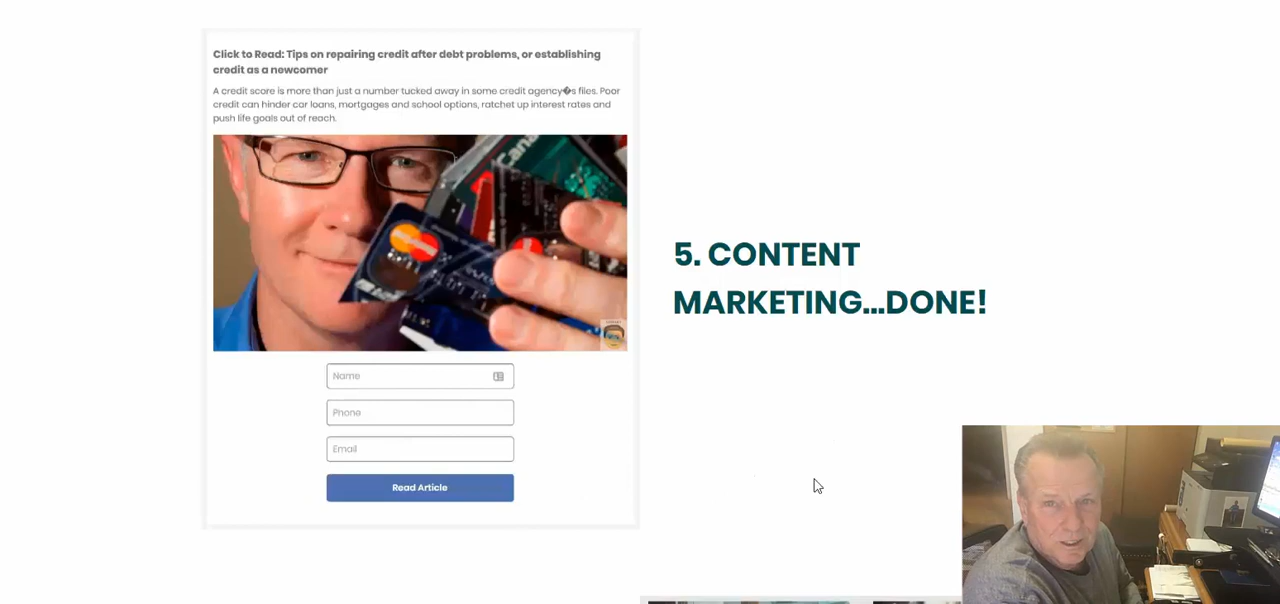 Click to Read: Tips on repairing credit after debt problems, or establishing
credit as a newcomer
A credit score is more than just a number tucked away in some credit agency�s files. Poor
credit can hinder car loans, mortgages and school options, ratchet up interest rates and
push life goals out of reach.
Name
Phone
Email
Read Article
5. CONTENT
MARKETING...DONE!